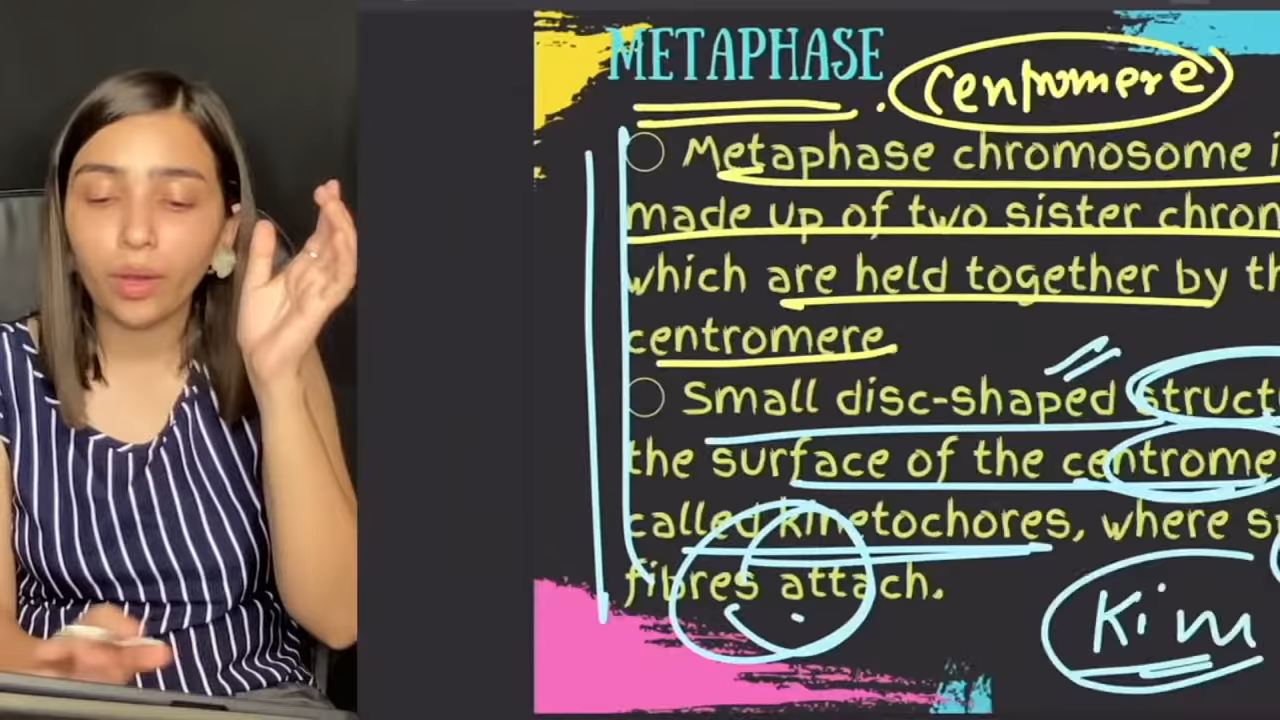 METAPHASE
centromere
Metaphase chromosome i
made up of two sister chrom
which are held together by th
centromere
Small disc-shaped struct
the surface of the centrome
called kinetochores, where s
fibres attach.
Kim